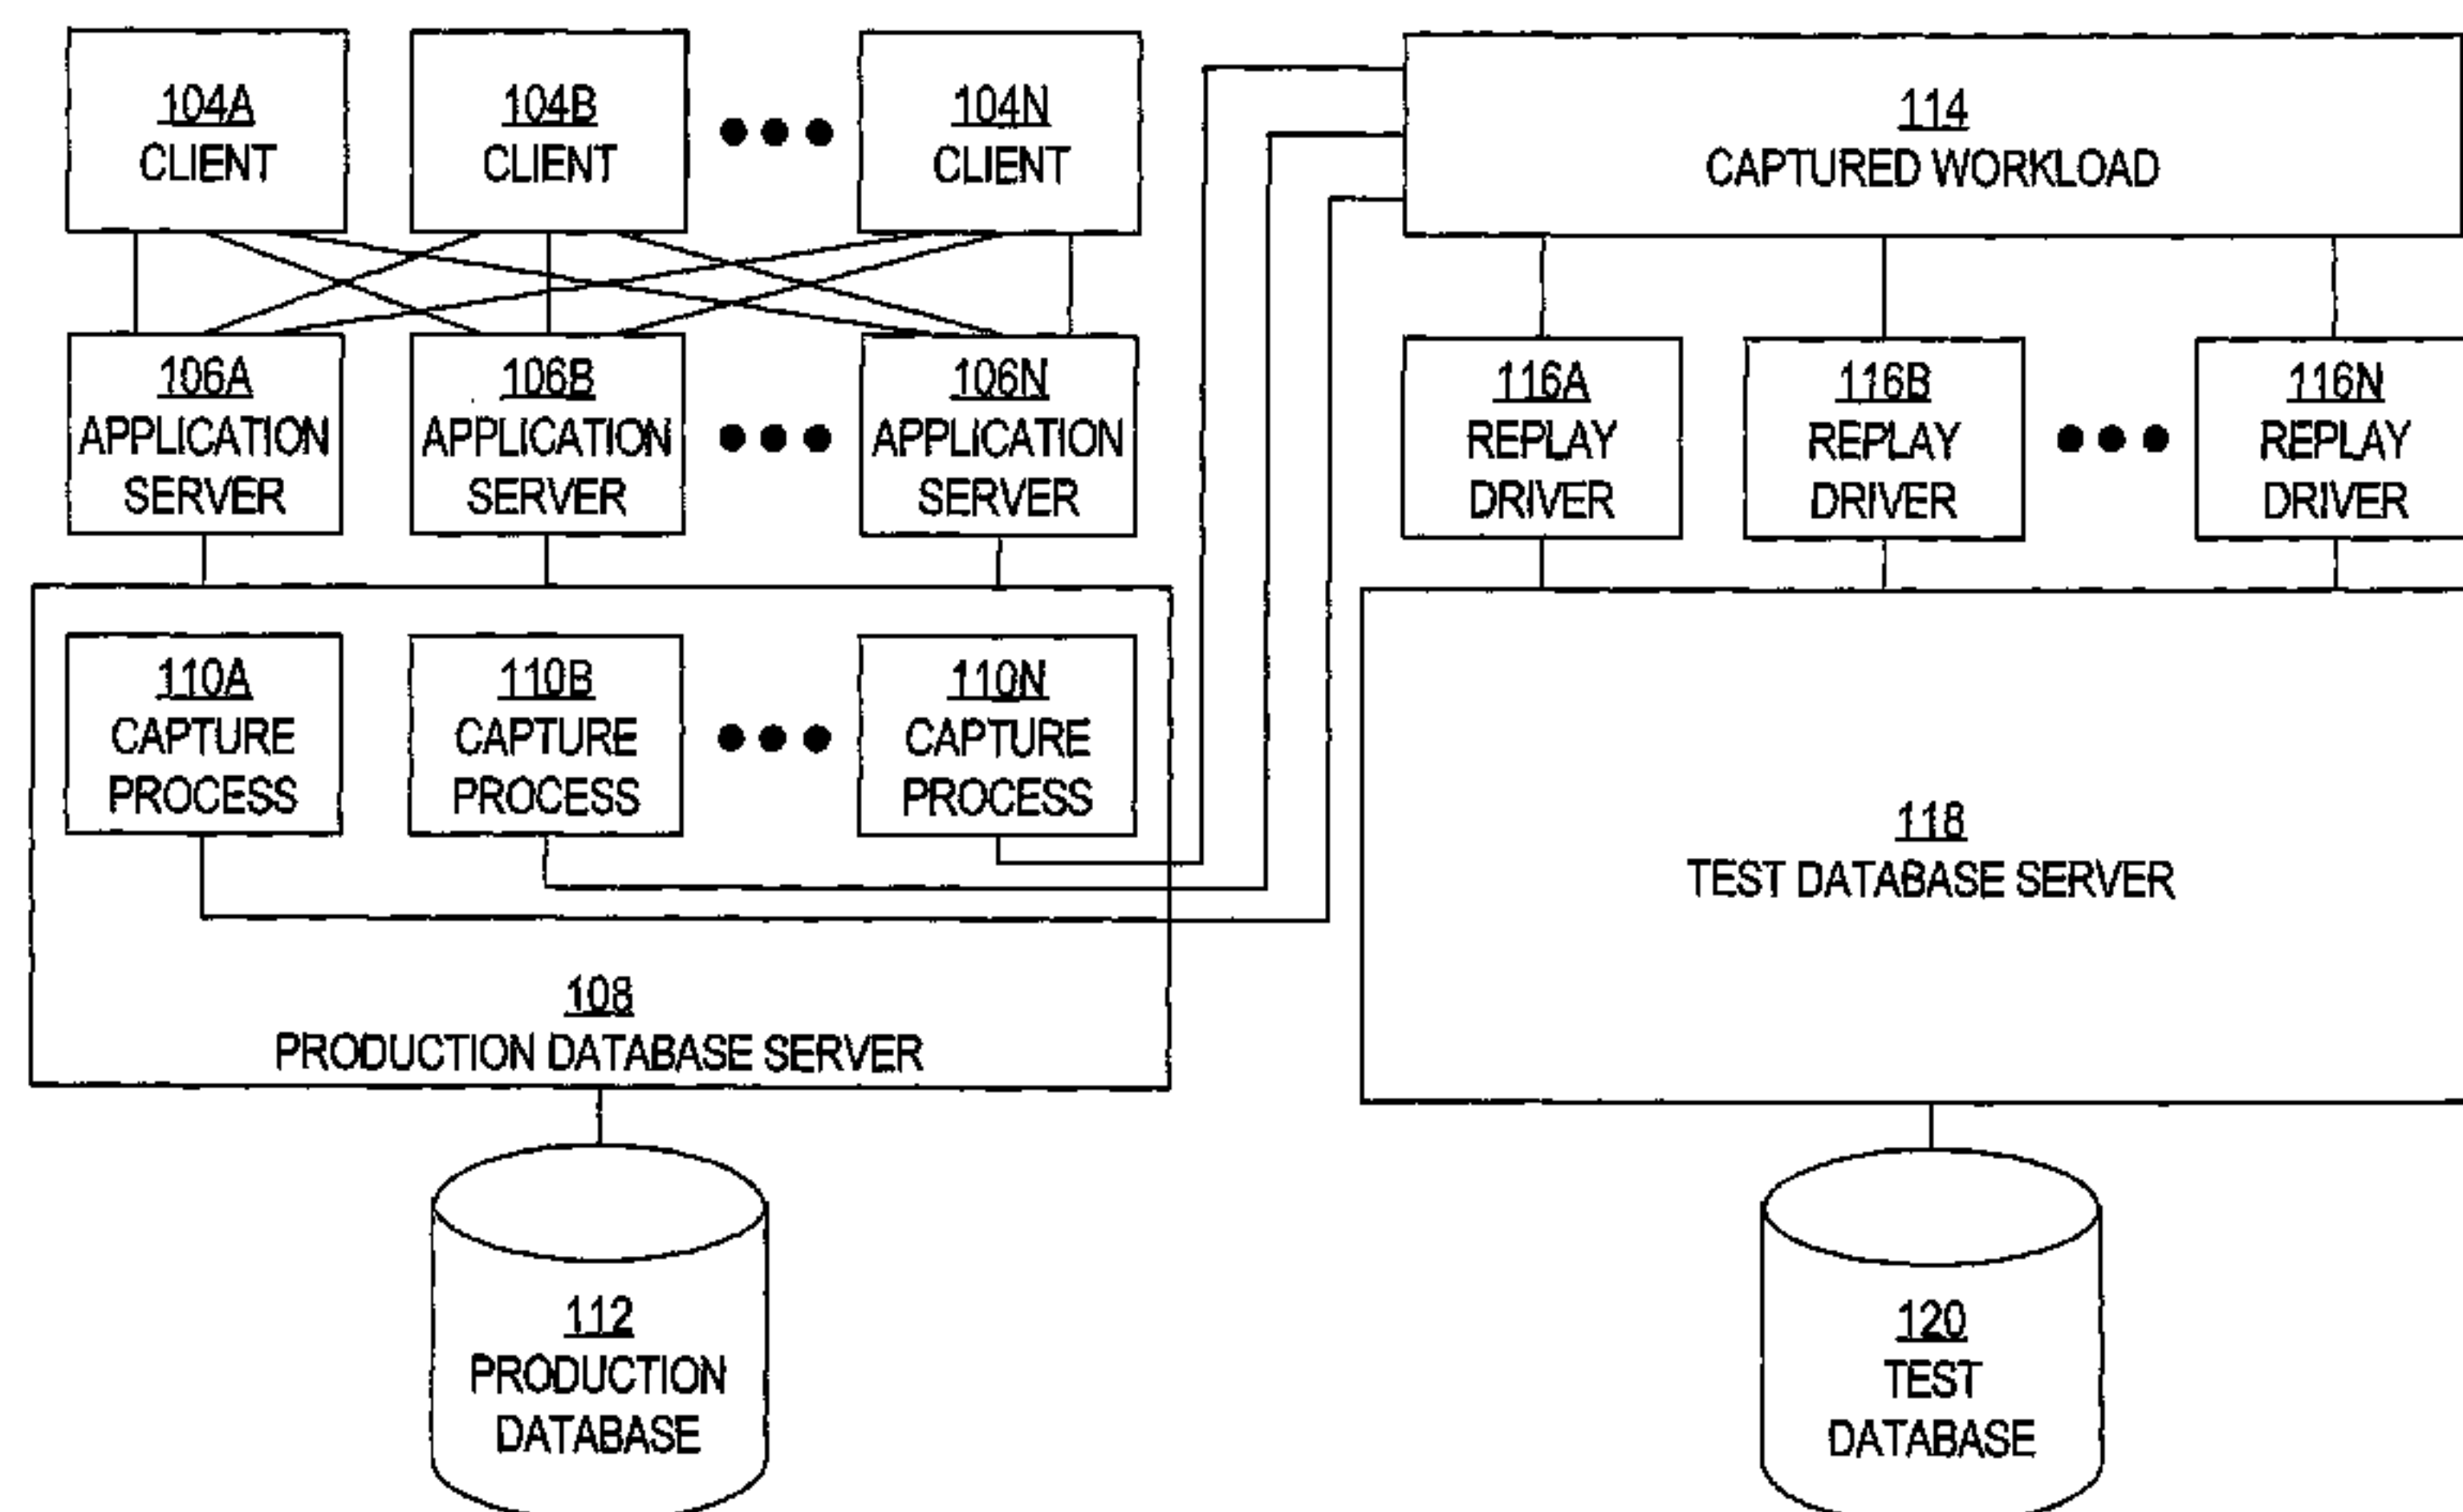 104A
CLIENT
104B
CLIENT
104N
CLIENT
106A
APPLICATION
SERVER
106B
APPLICATION
SERVER
106N
APPLICATION
SERVER
110A
CAPTURE
PROCESS
110B
CAPTURE
PROCESS
110N
CAPTURE
PROCESS
108
PRODUCTION DATABASE SERVER
112
PRODUCTION
DATABASE
114
CAPTURED WORKLOAD
116A
REPLAY
DRIVER
116B
REPLAY
DRIVER
116N
REPLAY
DRIVER
118
TEST DATABASE SERVER
120
TEST
DATABASE